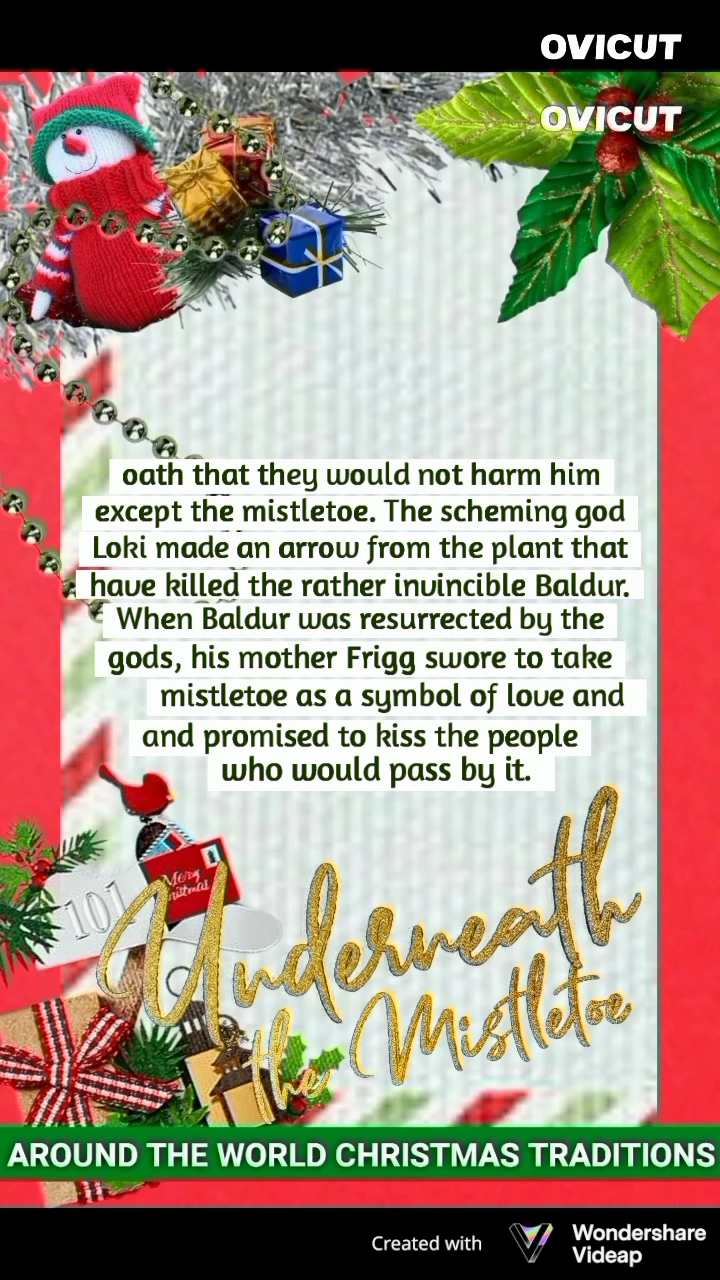 OVICUT
OVICUT
oath that they would not harm him
except the mistletoe. The scheming god
Loki made an arrow from the plant that
have killed the rather invincible Baldur.
When Baldur was resurrected by the
gods, his mother Frigg swore to take
mistletoe as a symbol of love and
and promised to kiss the people
who would pass by it.
Merry
Christmas
101
Underneath
the Mistletoe
AROUND THE WORLD CHRISTMAS TRADITIONS
Created with
Wondershare
Videap